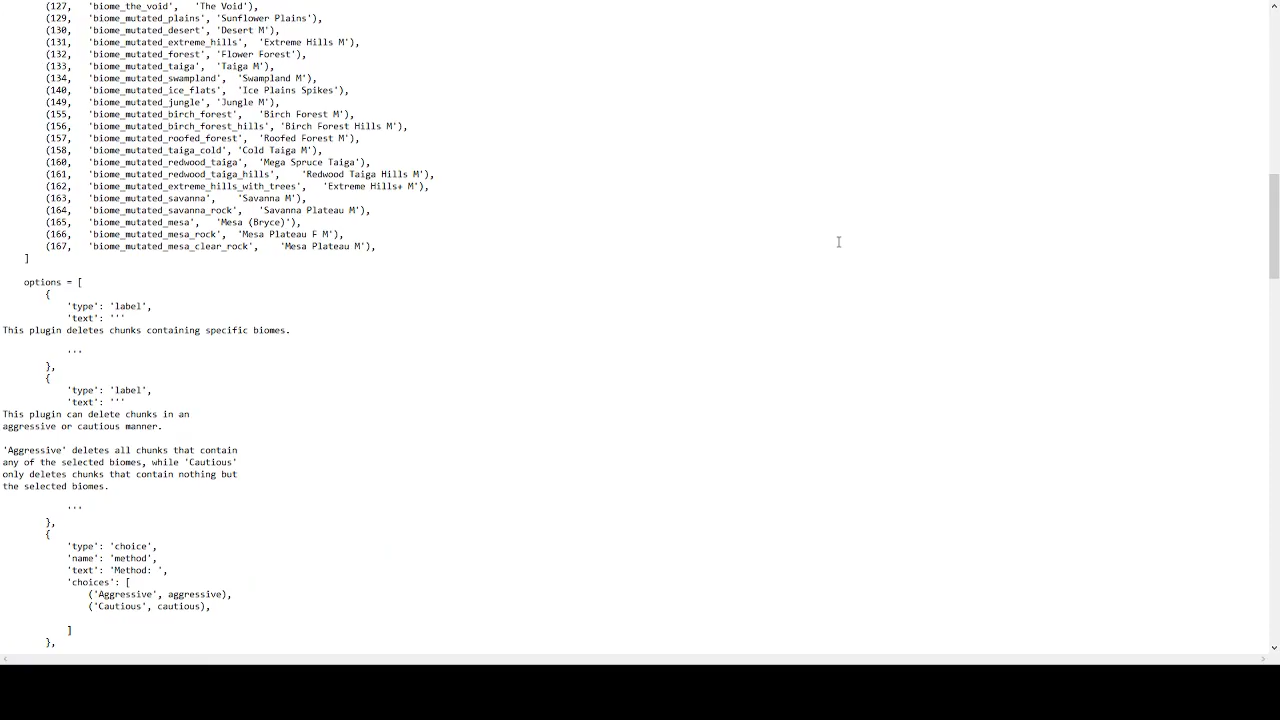 (127,   'biome_the_void',   'The Void'),
(129,   'biome_mutated_plains', 'Sunflower Plains'),
(130,   'biome_mutated_desert', 'Desert M'),
(131,   'biome_mutated_extreme_hills',   'Extreme Hills M'),
(132,   'biome_mutated_forest', 'Flower Forest'),
(133,   'biome_mutated_taiga',   'Taiga M'),
(134,   'biome_mutated_swampland',  'Swampland M'),
(140,   'biome_mutated_ice_flats',   'Ice Plains Spikes'),
(149,   'biome_mutated_jungle', 'Jungle M'),
(155,   'biome_mutated_birch_forest',   'Birch Forest M'),
(156,   'biome_mutated_birch_forest_hills', 'Birch Forest Hills M'),
(157,   'biome_mutated_roofed_forest',   'Roofed Forest M'),
(158,   'biome_mutated_taiga_cold', 'Cold Taiga M'),
(160,   'biome_mutated_redwood_taiga',   'Mega Spruce Taiga'),
(161,   'biome_mutated_redwood_taiga_hills',     'Redwood Taiga Hills M'),
(162,   'biome_mutated_extreme_hills_with_trees',    'Extreme Hills+ M'),
(163,   'biome_mutated_savanna',     'Savanna M'),
(164,   'biome_mutated_savanna_rock',   'Savanna Plateau M'),
(165,   'biome_mutated_mesa',   'Mesa (Bryce)'),
(166,   'biome_mutated_mesa_rock',   'Mesa Plateau F M'),
(167,   'biome_mutated_mesa_clear_rock',    'Mesa Plateau M'),
]
options = [
{
'type': 'label',
'text': '''
This plugin deletes chunks containing specific biomes.
'''
},
{
'type': 'label',
'text': '''
This plugin can delete chunks in an
aggressive or cautious manner.
'Aggressive' deletes all chunks that contain
any of the selected biomes, while 'Cautious'
only deletes chunks that contain nothing but
the selected biomes.
'''
},
{
'type': 'choice',
'name': 'method',
'text': 'Method: ',
'choices': [
('Aggressive', aggressive),
('Cautious', cautious),
]
},